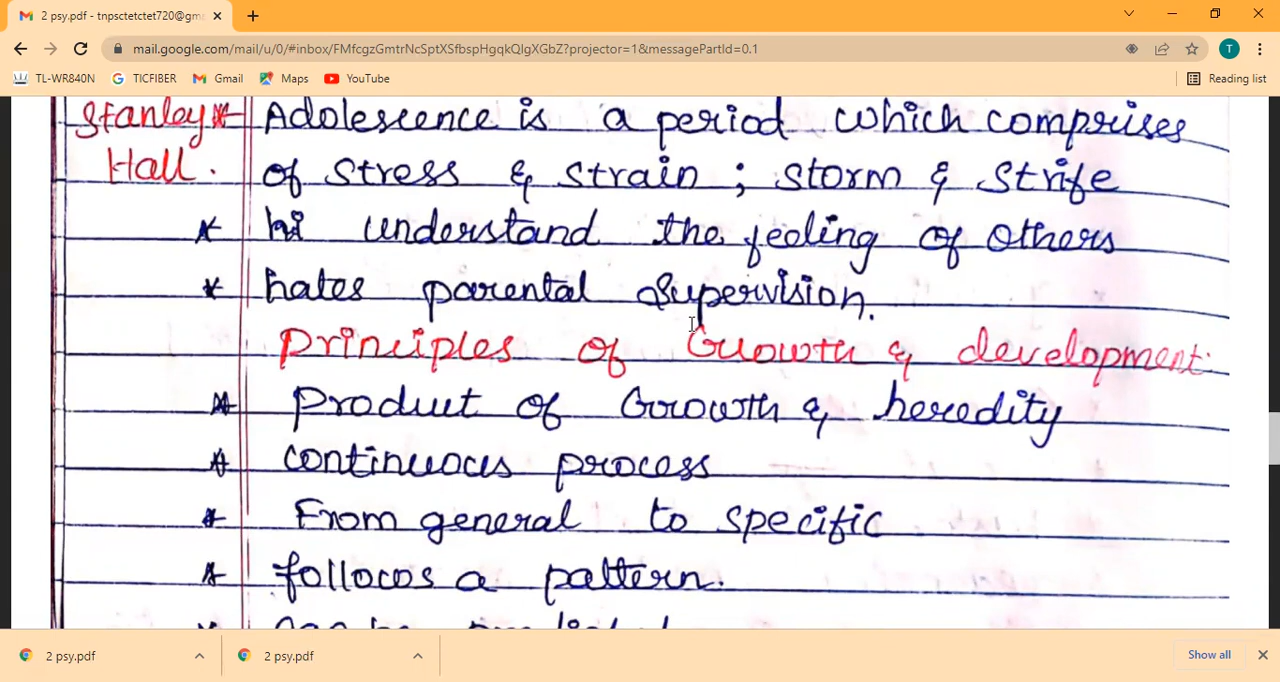 2 psy.pdf - tnpsctetctet720@gm
mail.google.com/mail/u/0/#inbox/FMfcgzGmtrNcSptXSfbspHgqkQlgXGbZ?projector=1&messagePartId=0.1
T
TL-WR840N TICFIBER Gmail Maps YouTube Reading list
Stanley * Adolescence is a period which comprises
Hall. of stress & strain ; storm & strife
* understand the feeling of others
* hates parental supervision.
principles of Growth & development.
* Product of Growth & heredity
* continuous process
* From general to specific
* follows a pattern.
* can be
2 psy.pdf 2 psy.pdf Show all